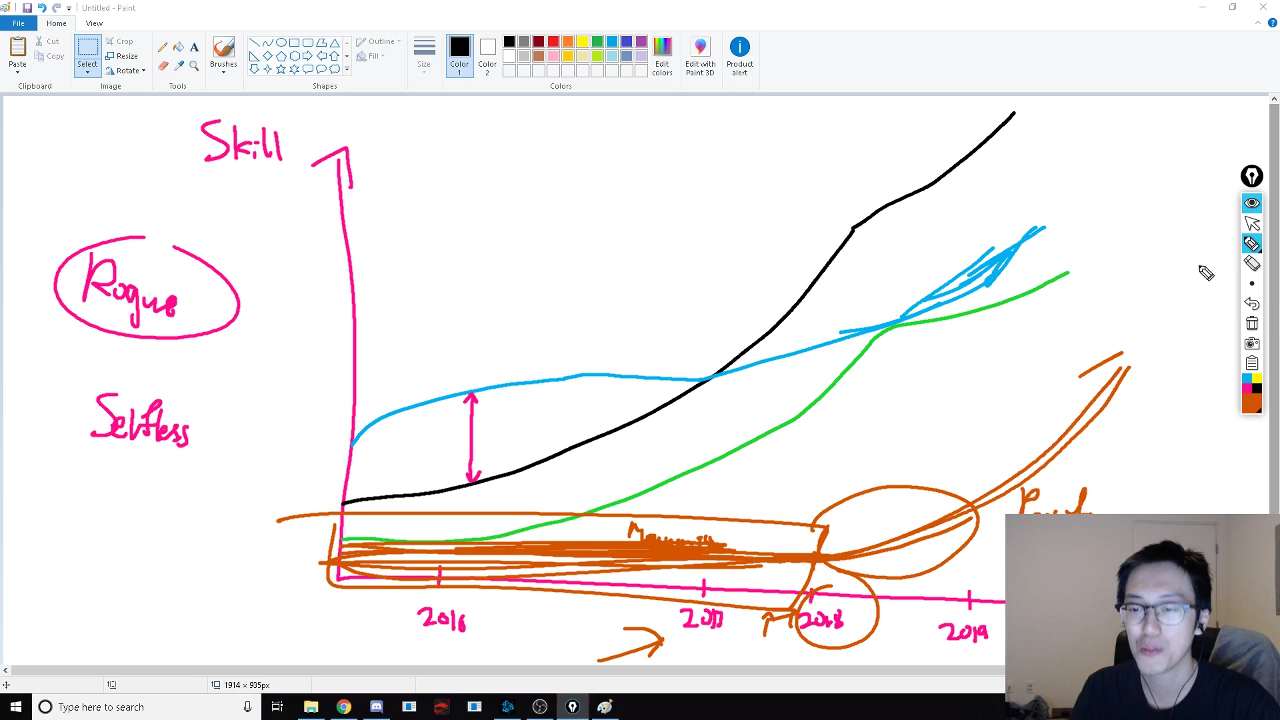 Untitled - Paint
File
Home
View
Paste
Cut
Copy
Clipboard
Select
Crop
Resize
Rotate
Image
A
Tools
Brushes
Outline
Fill
Shapes
Size
Color
1
Color
2
Edit
colors
Edit with
Paint 3D
Product
alert
Colors
Skill
Rogue
Selfless
2016
2017
2018
2019
1914 × 935px
Type here to search